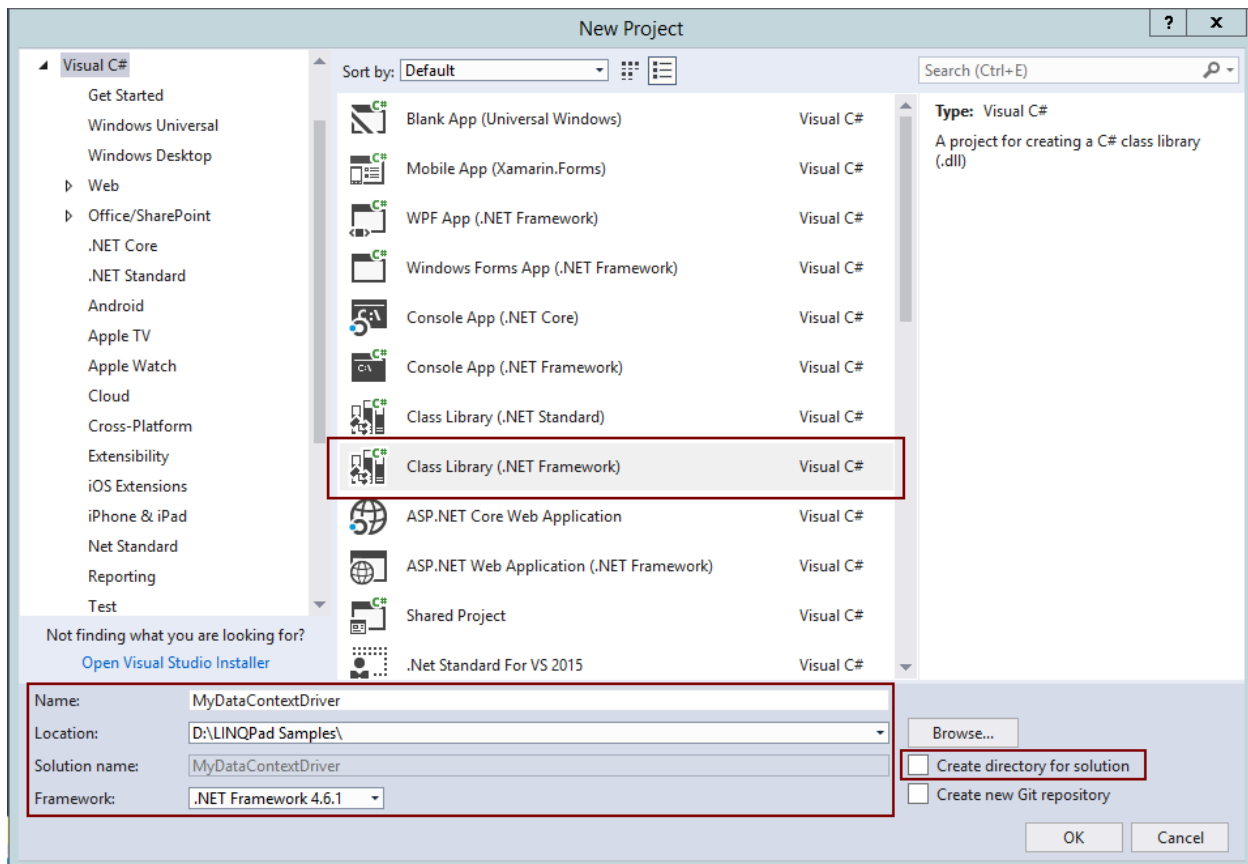 New Project
? x
Visual C#
Get Started
Windows Universal
Windows Desktop
Web
Office/SharePoint
.NET Core
.NET Standard
Android
Apple TV
Apple Watch
Cloud
Cross-Platform
Extensibility
iOS Extensions
iPhone & iPad
Net Standard
Reporting
Test
Not finding what you are looking for?
Open Visual Studio Installer
Sort by: Default
Blank App (Universal Windows) Visual C#
Mobile App (Xamarin.Forms) Visual C#
WPF App (.NET Framework) Visual C#
Windows Forms App (.NET Framework) Visual C#
Console App (.NET Core) Visual C#
Console App (.NET Framework) Visual C#
Class Library (.NET Standard) Visual C#
Class Library (.NET Framework) Visual C#
ASP.NET Core Web Application Visual C#
ASP.NET Web Application (.NET Framework) Visual C#
Shared Project Visual C#
.Net Standard For VS 2015 Visual C#
Search (Ctrl+E)
Type: Visual C#
A project for creating a C# class library
(.dll)
Name: MyDataContextDriver
Location: D:\LINQPad Samples\
Browse...
Solution name: MyDataContextDriver
Create directory for solution
Framework: .NET Framework 4.6.1
Create new Git repository
OK Cancel